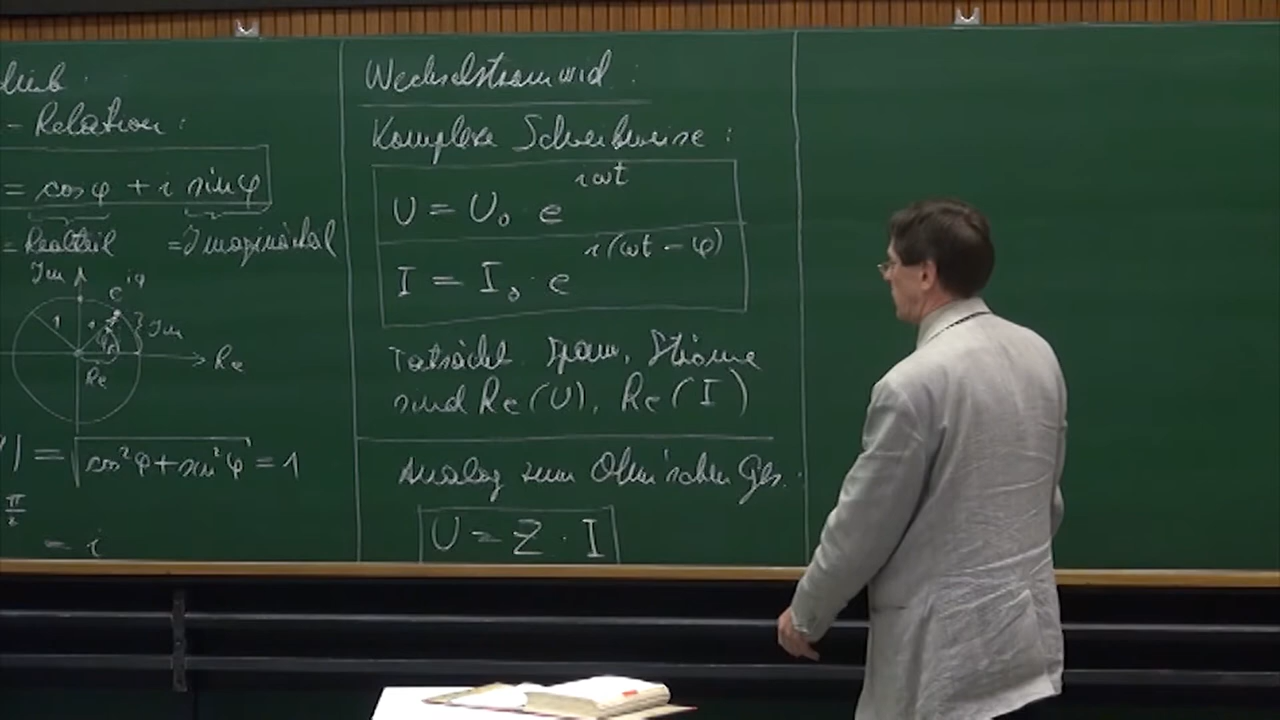 - Relation:
= cos φ + i sin φ
= Realteil = Imaginärteil
Im
e^iφ
1
Im
Re
Re
| = √cos²φ + sin²φ = 1
π/2
= i
Wechselstromwid.:
Komplexe Schreibweise:
U = U₀ e^iωt
I = I₀ · e^i(ωt - φ)
Tatsächl. Spann., Ströme
sind Re(U), Re(I)
Analog zum Ohm'schen Ges.
U = Z · I